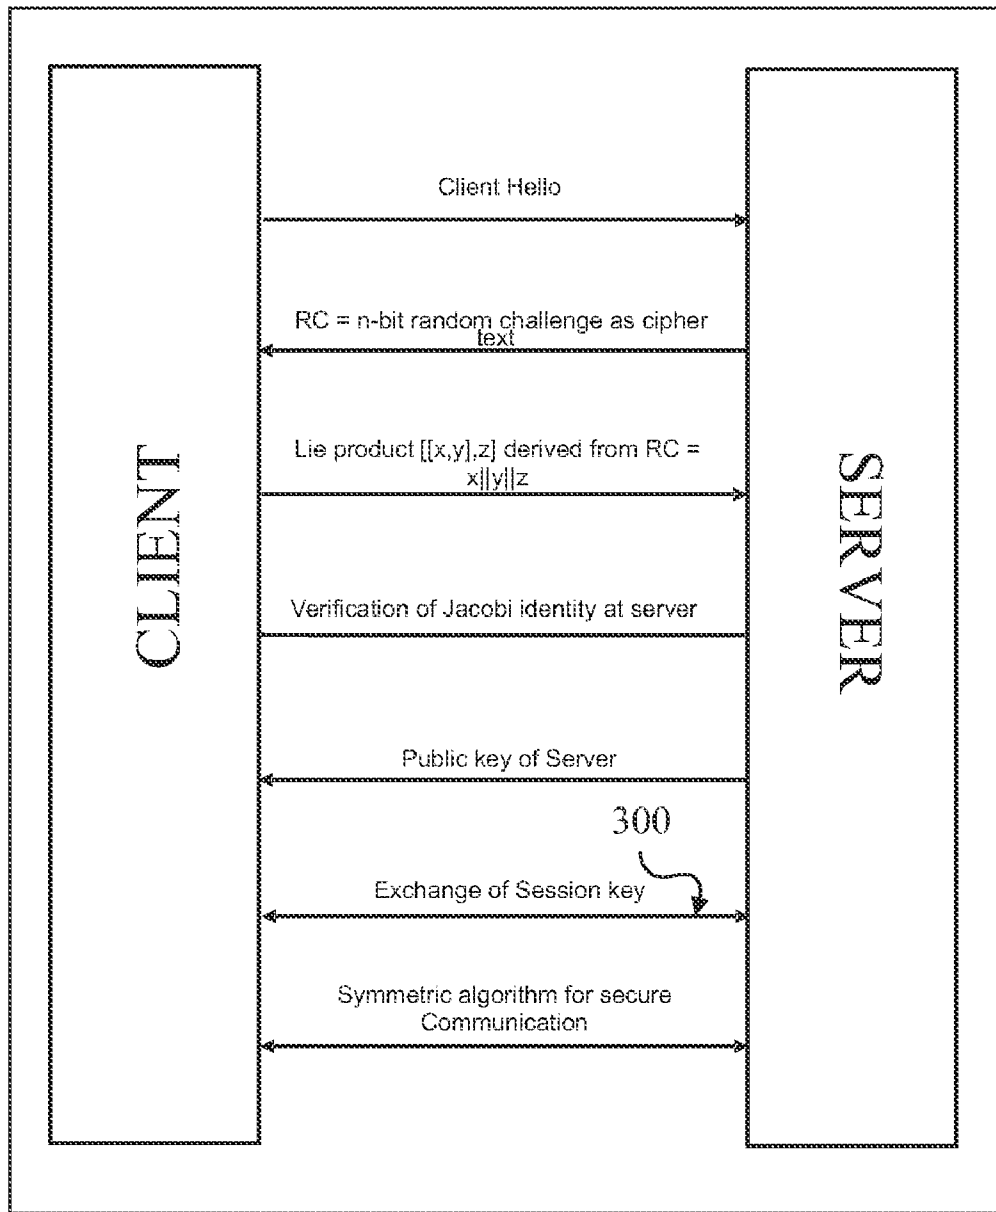 Client Hello
RC = n-bit random challenge as cipher
text
Lie product [[x,y],z] derived from RC =
x||y||z
CLIENT
SERVER
Verification of Jacobi identity at server
Public key of Server
300
Exchange of Session key
Symmetric algorithm for secure
Communication